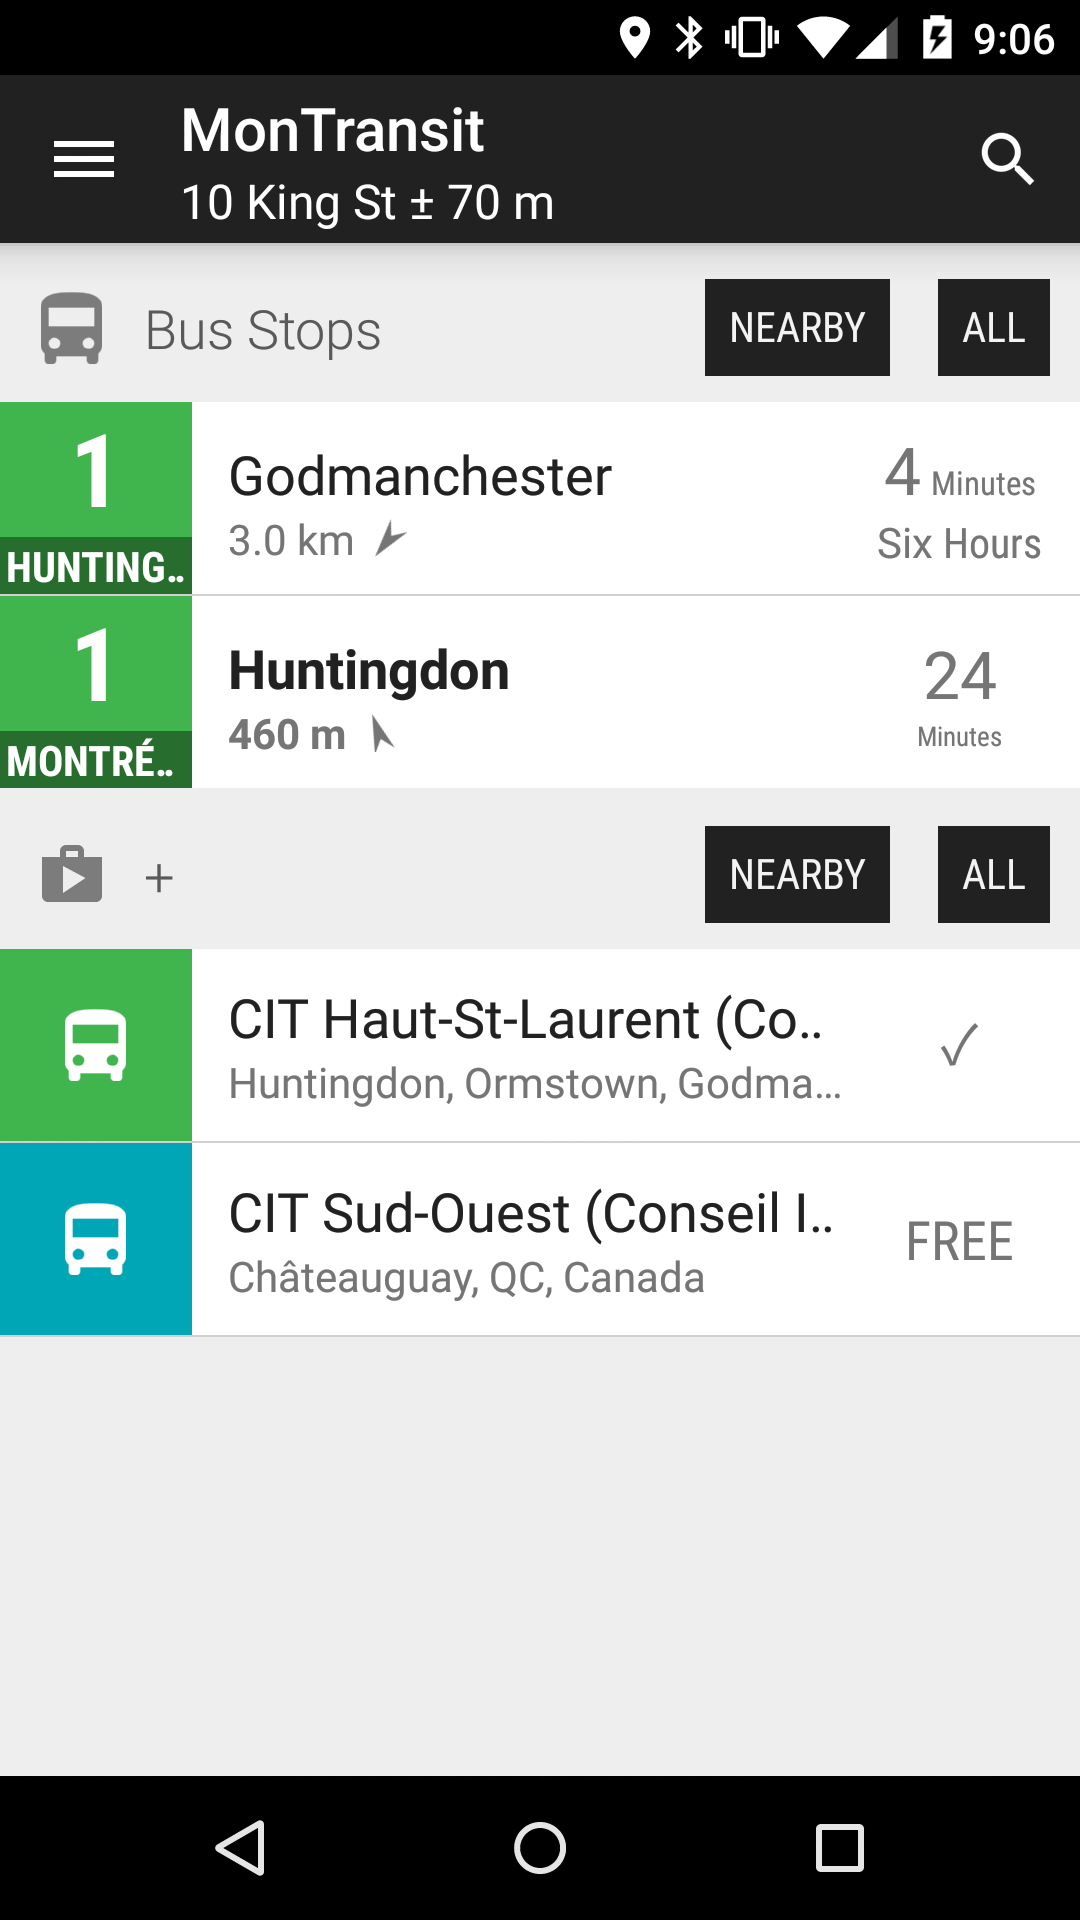 9:06
MonTransit
10 King St ± 70 m
Bus Stops NEARBY ALL
1 Godmanchester 4 Minutes
HUNTING.. 3.0 km Six Hours
1 Huntingdon 24
MONTRÉ.. 460 m Minutes
+ NEARBY ALL
CIT Haut-St-Laurent (Co.. ✓
Huntingdon, Ormstown, Godma...
CIT Sud-Ouest (Conseil I.. FREE
Châteauguay, QC, Canada